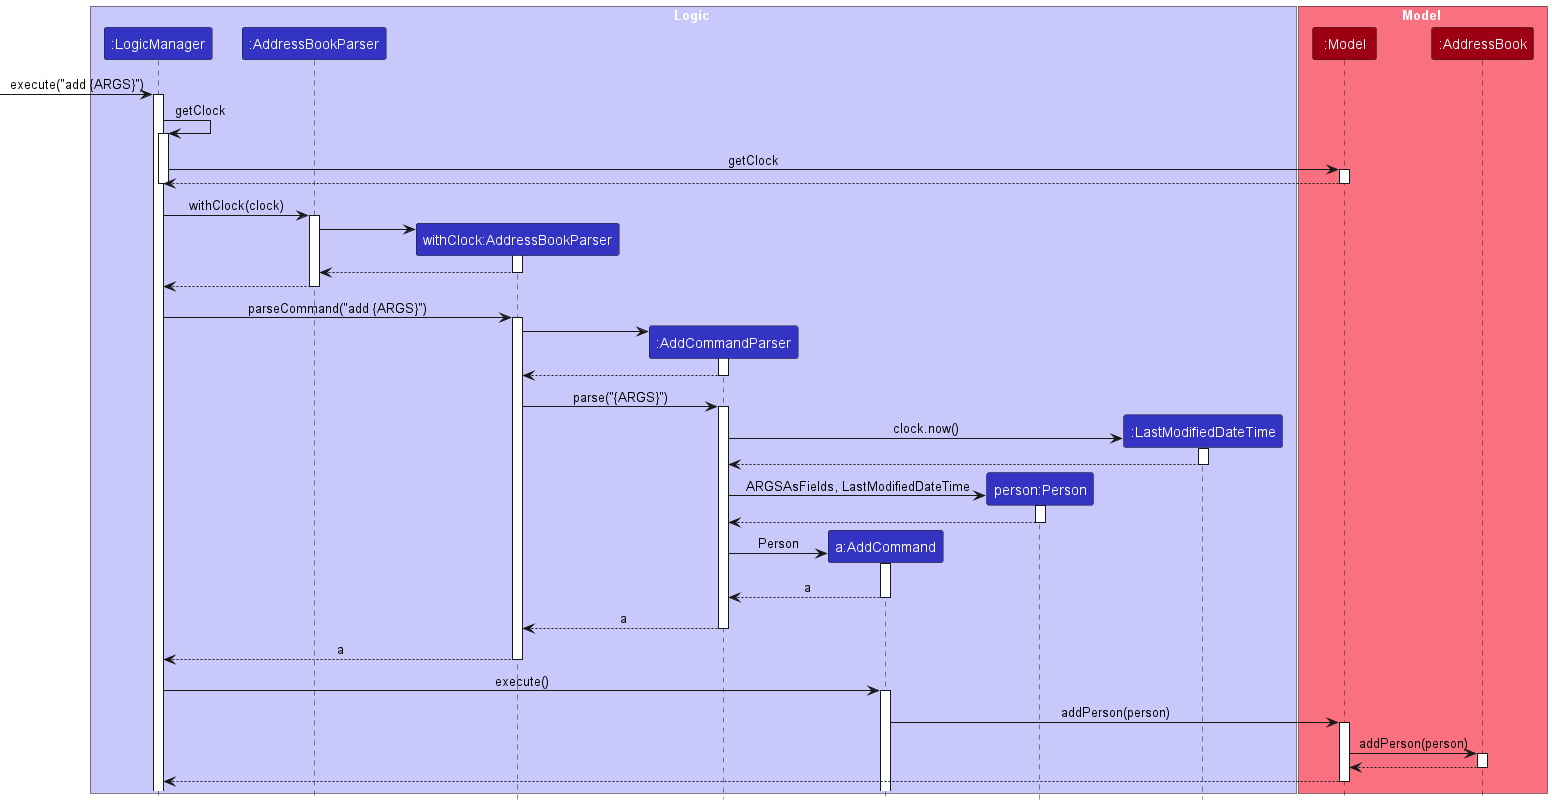 Logic
Model
:LogicManager
:AddressBookParser
:Model
:AddressBook
execute("add {ARGS}")
getClock
getClock
withClock(clock)
withClock:AddressBookParser
parseCommand("add {ARGS}")
:AddCommandParser
parse("{ARGS}")
clock.now()
:LastModifiedDateTime
ARGSAsFields, LastModifiedDateTime
person:Person
Person
a:AddCommand
a
a
a
execute()
addPerson(person)
addPerson(person)